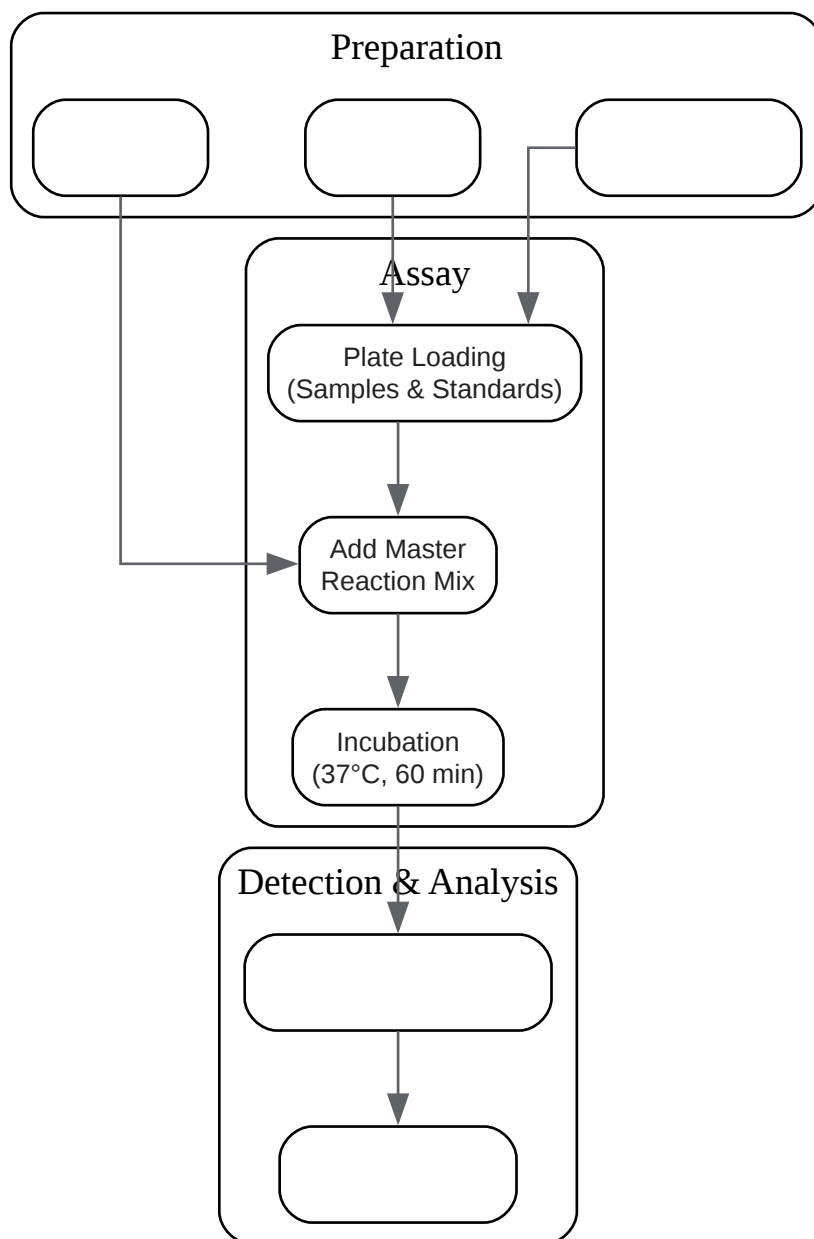 Preparation
Assay
Plate Loading
(Samples & Standards)
Add Master
Reaction Mix
Incubation
(37°C, 60 min)
Detection & Analysis